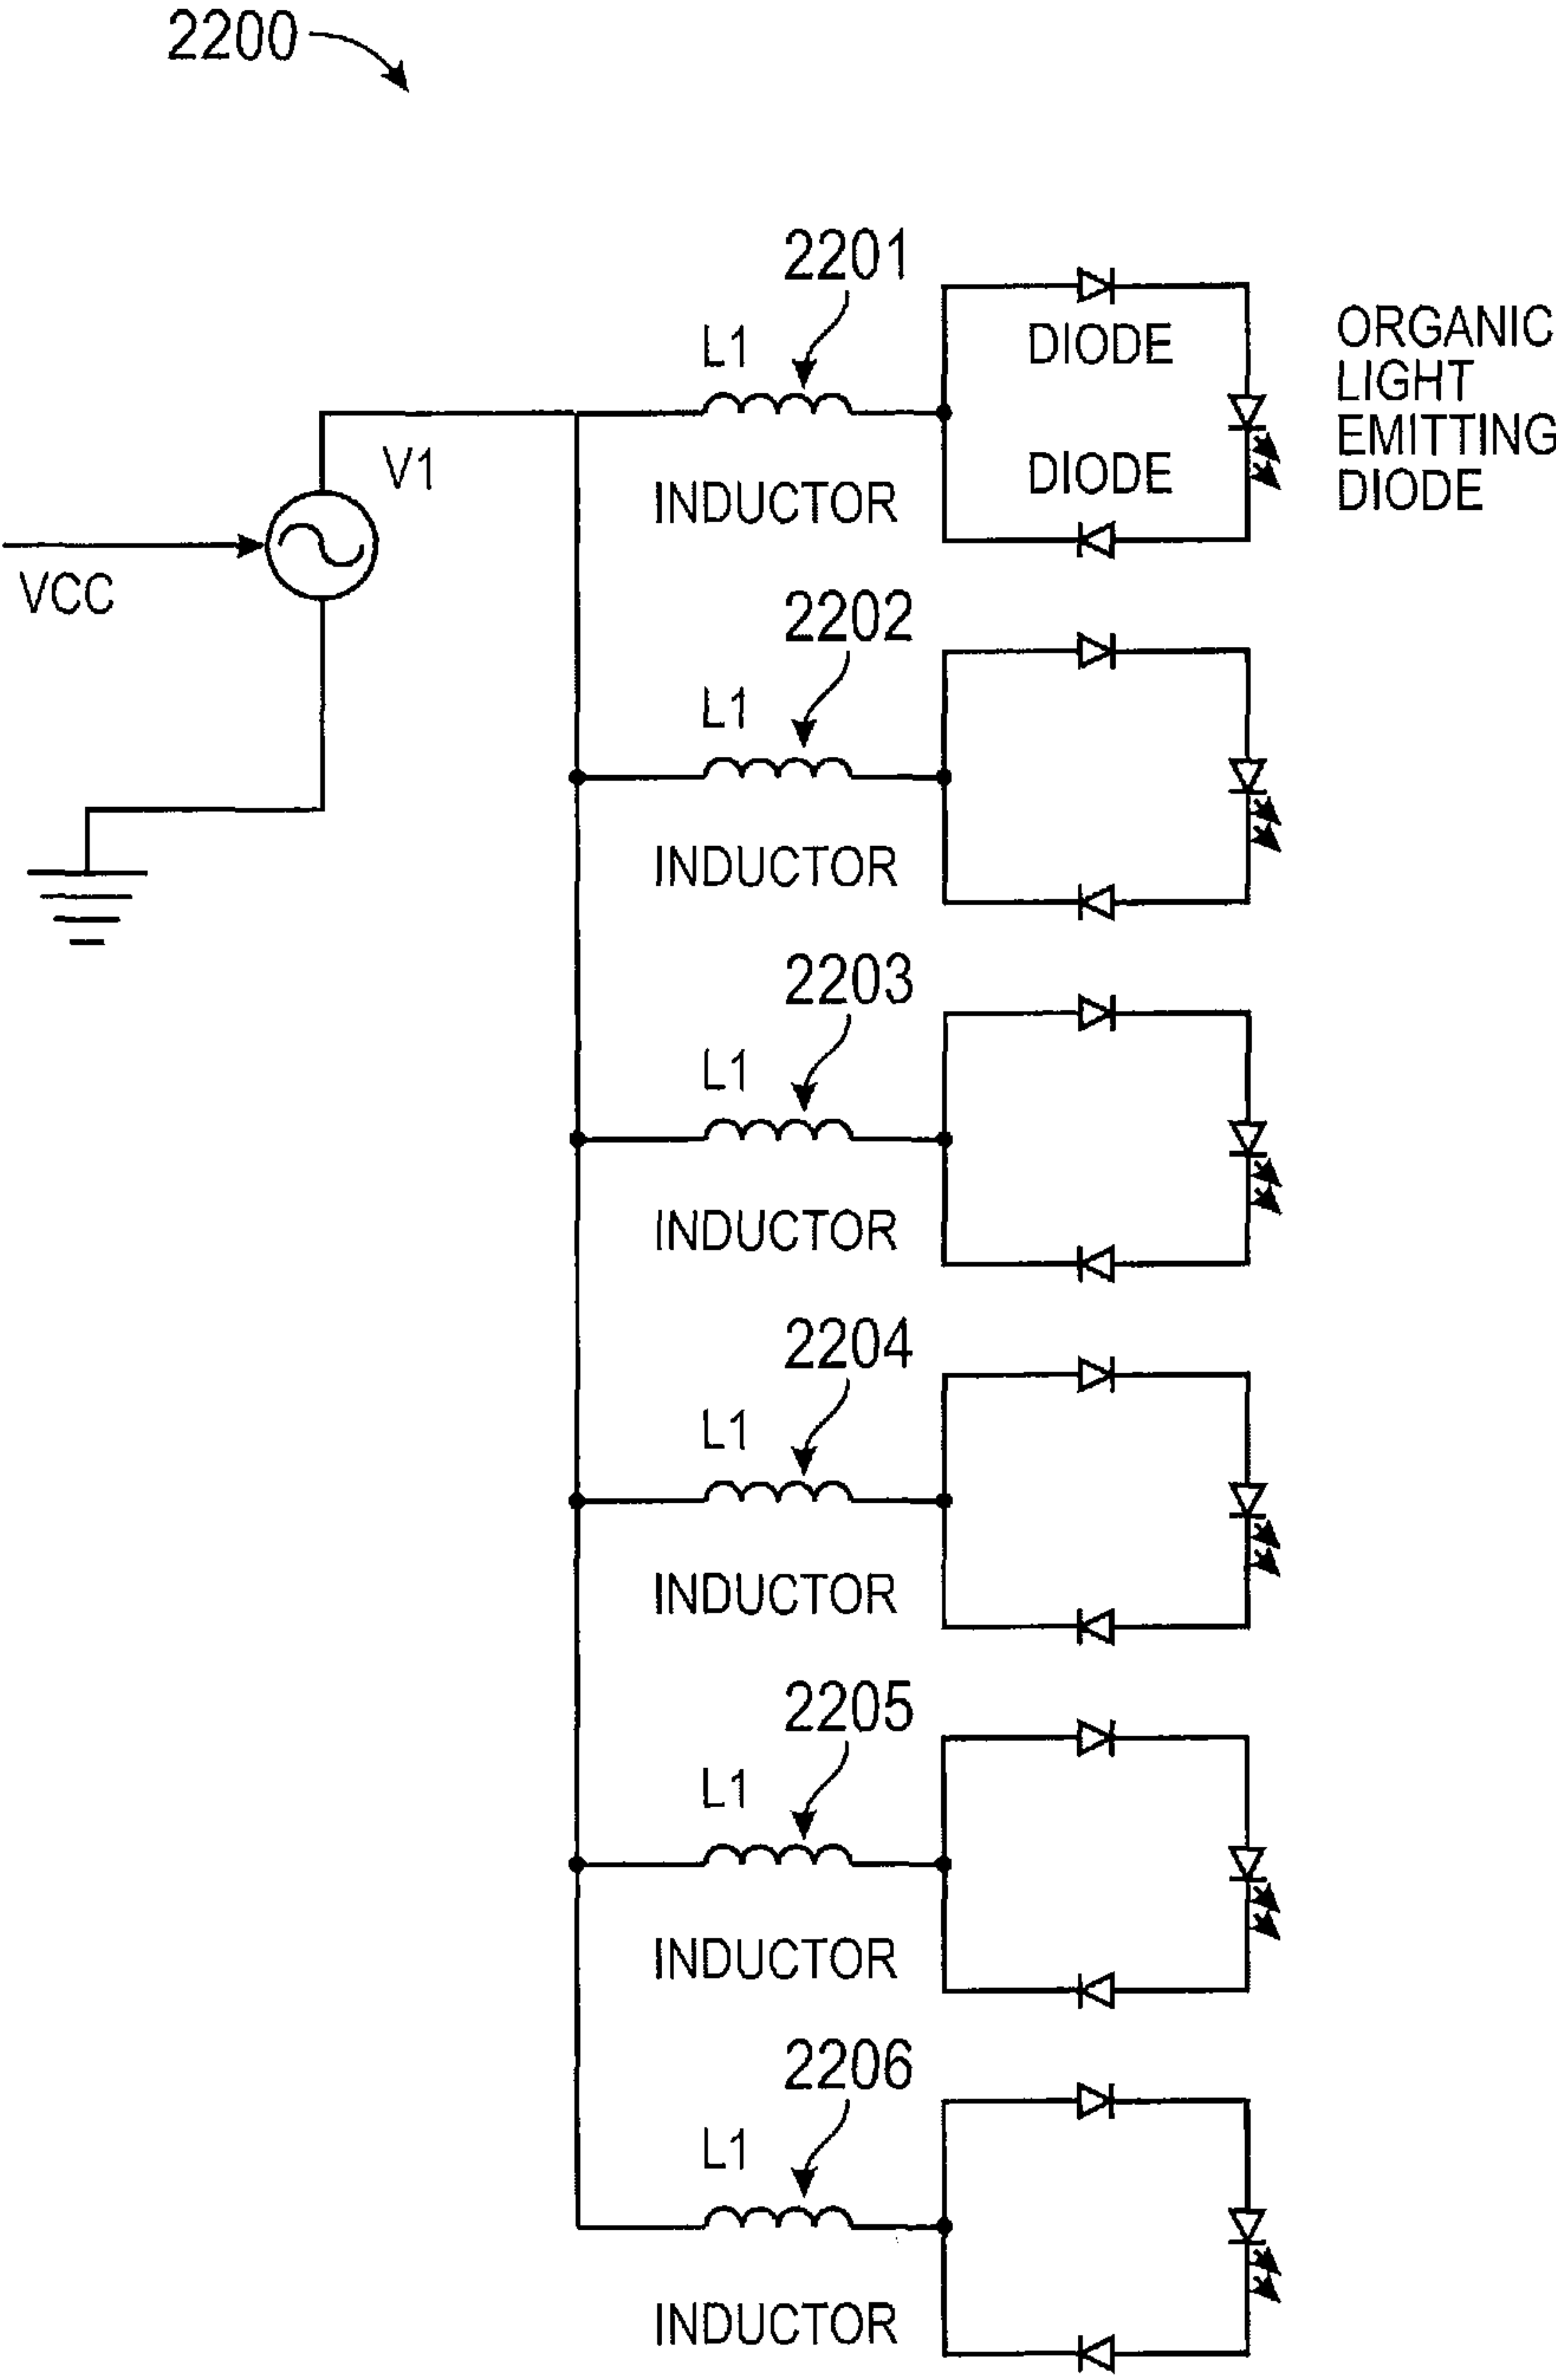 2200
2201
L1
DIODE
ORGANIC
LIGHT
EMITTING
DIODE
V1
DIODE
INDUCTOR
VCC
2202
L1
INDUCTOR
2203
L1
INDUCTOR
2204
L1
INDUCTOR
2205
L1
INDUCTOR
2206
L1
INDUCTOR